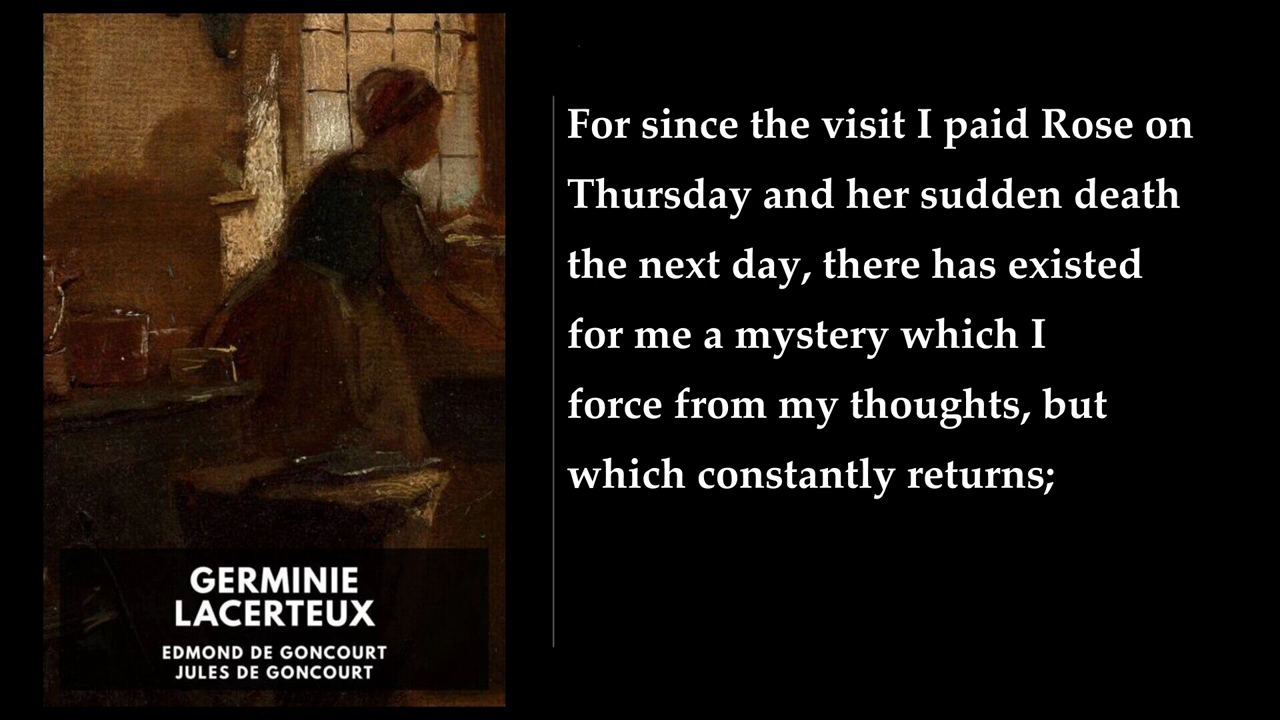 For since the visit I paid Rose on
Thursday and her sudden death
the next day, there has existed
for me a mystery which I
force from my thoughts, but
which constantly returns;
GERMINIE
LACERTEUX
EDMOND DE GONCOURT
JULES DE GONCOURT